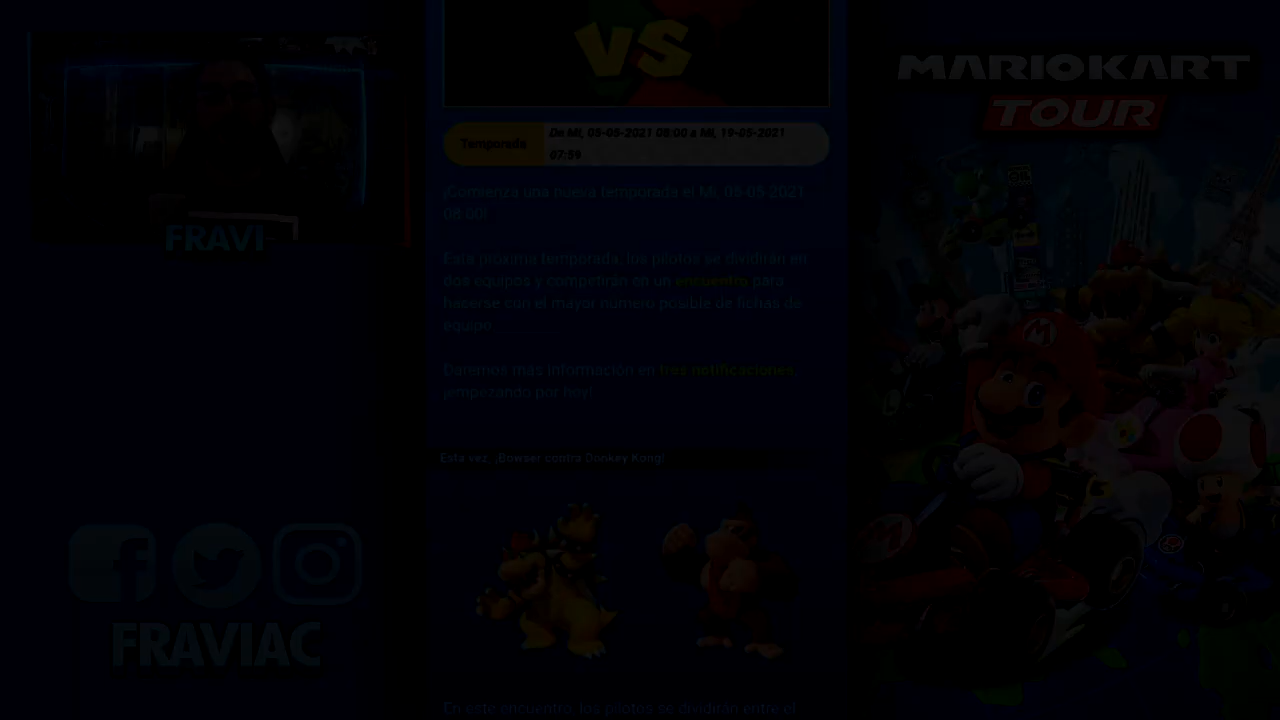 VS
MARIOKART
TOUR
Temporada
De Mi, 05-05-2021 08:00 a Mi, 19-05-2021
07:59
¡Comienza una nueva temporada el Mi, 05-05-2021
08:00!
Esta próxima temporada, los pilotos se dividirán en
dos equipos y competirán en un encuentro para
hacerse con el mayor número posible de fichas de
equipo.
Daremos más información en tres notificaciones,
¡empezando por hoy!
Esta vez, ¡Bowser contra Donkey Kong!
En este encuentro, los pilotos se dividirán entre el
FRAVI-
FRAVIAC